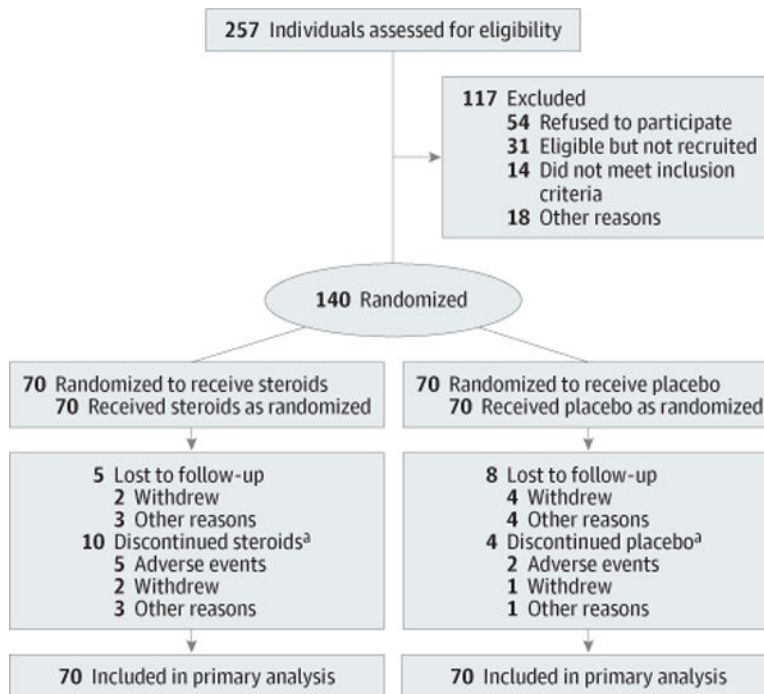 257 Individuals assessed for eligibility
117 Excluded
54 Refused to participate
31 Eligible but not recruited
14 Did not meet inclusion
criteria
18 Other reasons
140 Randomized
70 Randomized to receive steroids
70 Received steroids as randomized
70 Randomized to receive placebo
70 Received placebo as randomized
5 Lost to follow-up
2 Withdrew
3 Other reasons
10 Discontinued steroidsᵃ
5 Adverse events
2 Withdrew
3 Other reasons
8 Lost to follow-up
4 Withdrew
4 Other reasons
4 Discontinued placeboᵃ
2 Adverse events
1 Withdrew
1 Other reasons
70 Included in primary analysis
70 Included in primary analysis